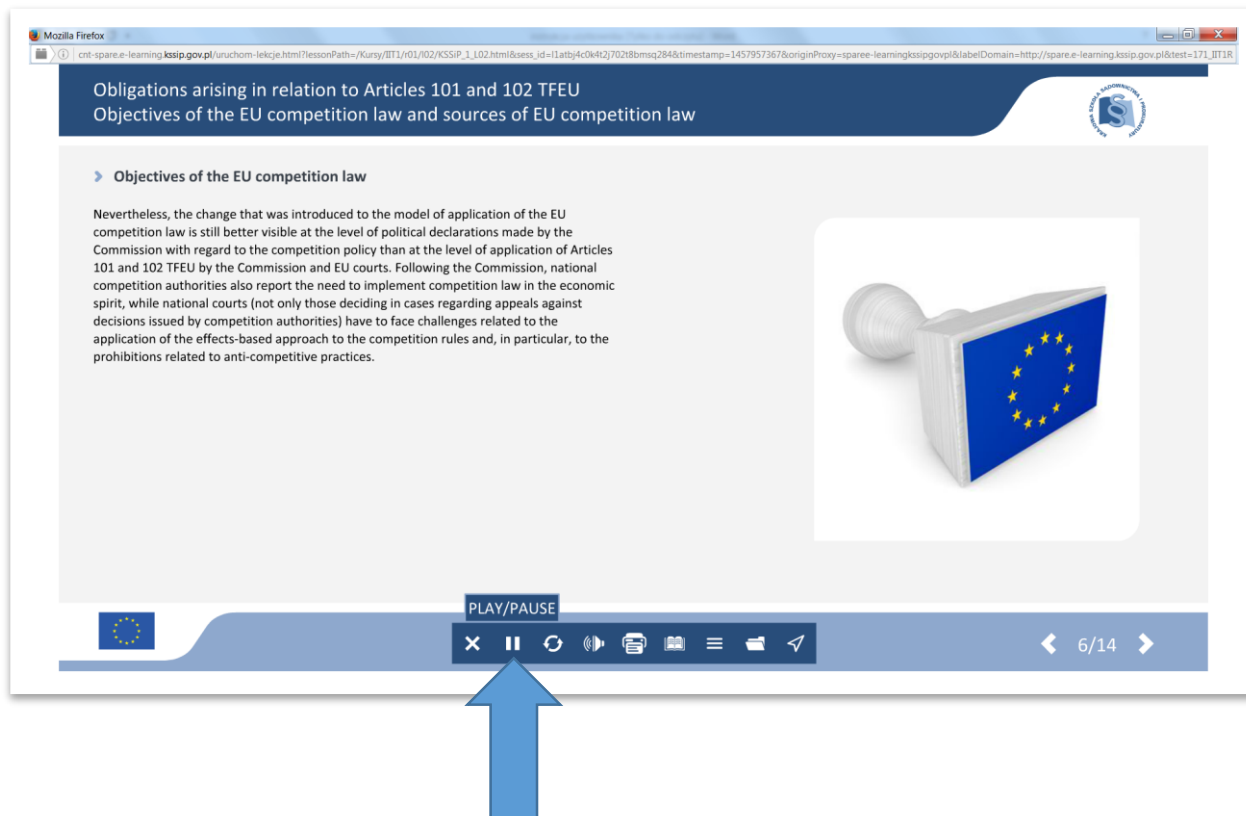 Mozilla Firefox
cnt-spare.e-learning.kssip.gov.pl/uruchom-lekcje.html?lessonPath=/Kursy/IIT1/r01/l02/KSSiP_1_L02.html&sess_id=l1atbj4c0k4t2j702t8bmsq284&timestamp=1457957367&originProxy=sparee-learningkssipgovpl&labelDomain=http://spare.e-learning.kssip.gov.pl&test=171_IIT1R
Obligations arising in relation to Articles 101 and 102 TFEU
Objectives of the EU competition law and sources of EU competition law
KRAJOWA SZKOŁA SĄDOWNICTWA I PROKURATURY
Objectives of the EU competition law
Nevertheless, the change that was introduced to the model of application of the EU
competition law is still better visible at the level of political declarations made by the
Commission with regard to the competition policy than at the level of application of Articles
101 and 102 TFEU by the Commission and EU courts. Following the Commission, national
competition authorities also report the need to implement competition law in the economic
spirit, while national courts (not only those deciding in cases regarding appeals against
decisions issued by competition authorities) have to face challenges related to the
application of the effects-based approach to the competition rules and, in particular, to the
prohibitions related to anti-competitive practices.
PLAY/PAUSE
6/14